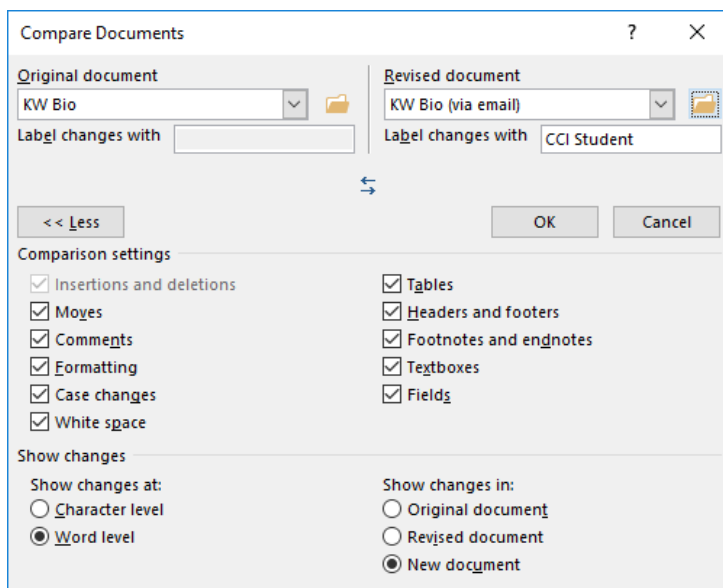 Compare Documents
Original document
KW Bio
Label changes with
Revised document
KW Bio (via email)
Label changes with CCI Student
<< Less
OK
Cancel
Comparison settings
Insertions and deletions
Moves
Comments
Formatting
Case changes
White space
Tables
Headers and footers
Footnotes and endnotes
Textboxes
Fields
Show changes
Show changes at:
Character level
Word level
Show changes in:
Original document
Revised document
New document